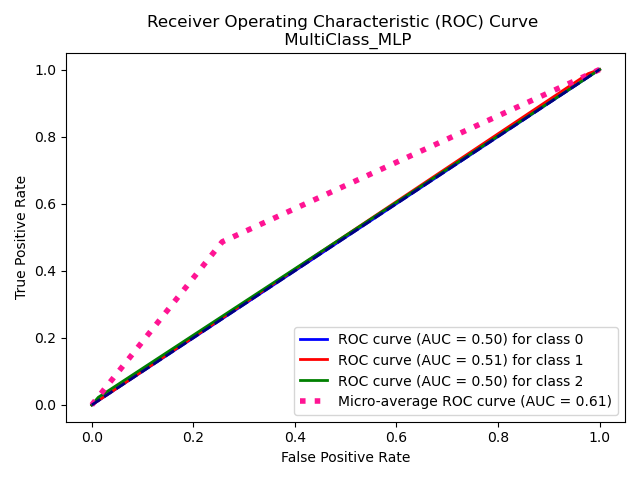 Receiver Operating Characteristic (ROC) Curve
MultiClass_MLP
True Positive Rate
1.0
0.8
0.6
0.4
0.2
0.0
ROC curve (AUC = 0.50) for class 0
ROC curve (AUC = 0.51) for class 1
ROC curve (AUC = 0.50) for class 2
Micro-average ROC curve (AUC = 0.61)
0.0 0.2 0.4 0.6 0.8 1.0
False Positive Rate